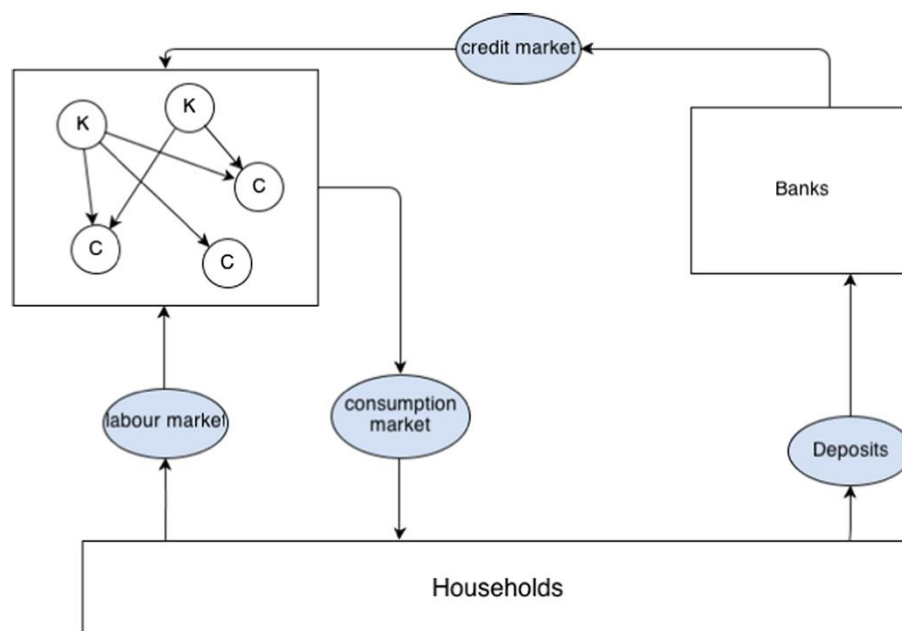 credit market
K
K
C
C
C
Banks
labour market
consumption
market
Deposits
Households